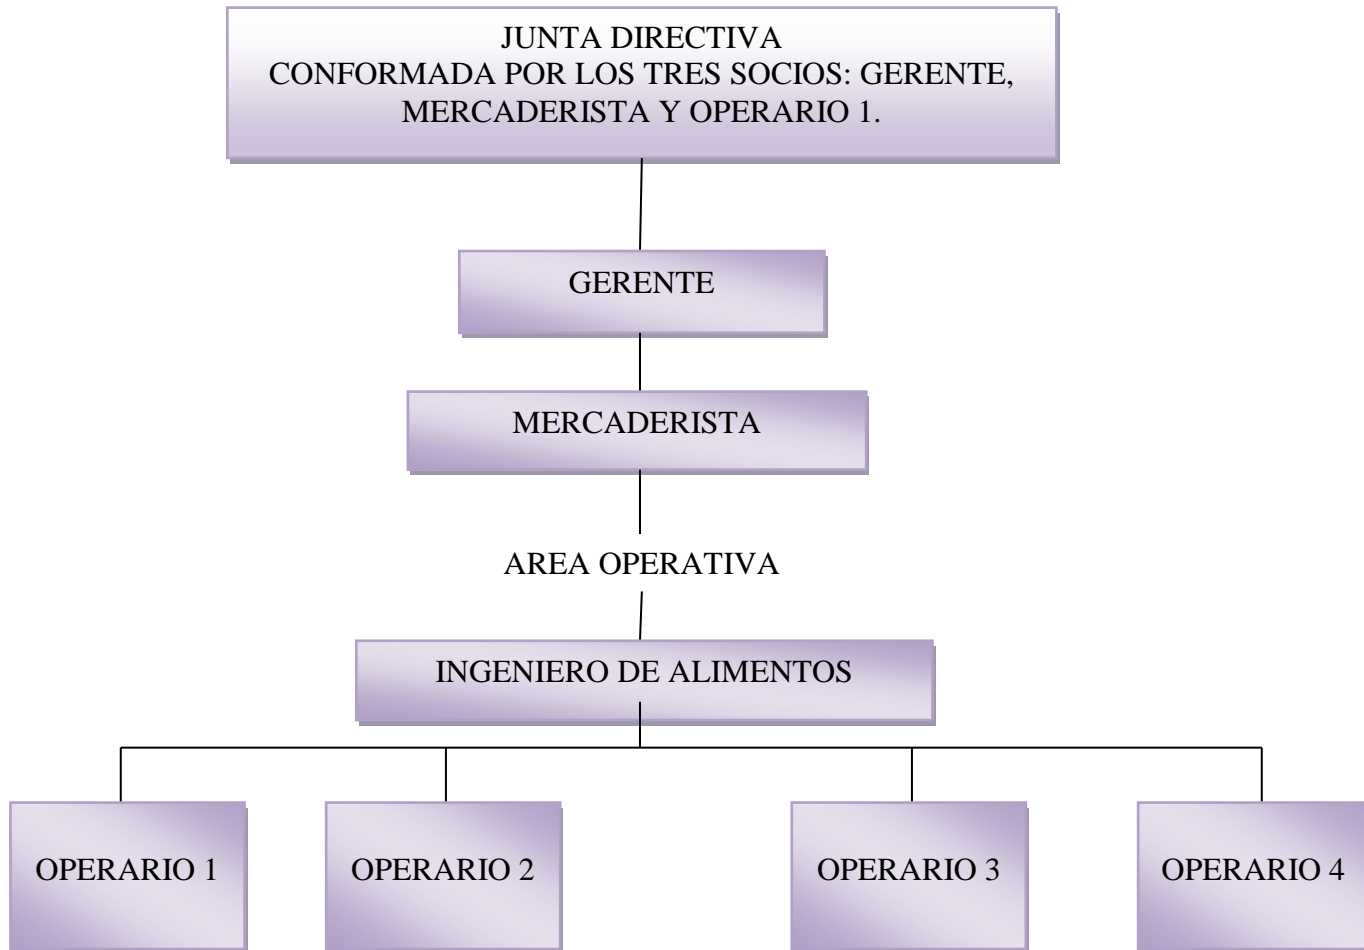 JUNTA DIRECTIVA
CONFORMADA POR LOS TRES SOCIOS: GERENTE,
MERCADERISTA Y OPERARIO 1.
GERENTE
MERCADERISTA
AREA OPERATIVA
INGENIERO DE ALIMENTOS
OPERARIO 1
OPERARIO 2
OPERARIO 3
OPERARIO 4